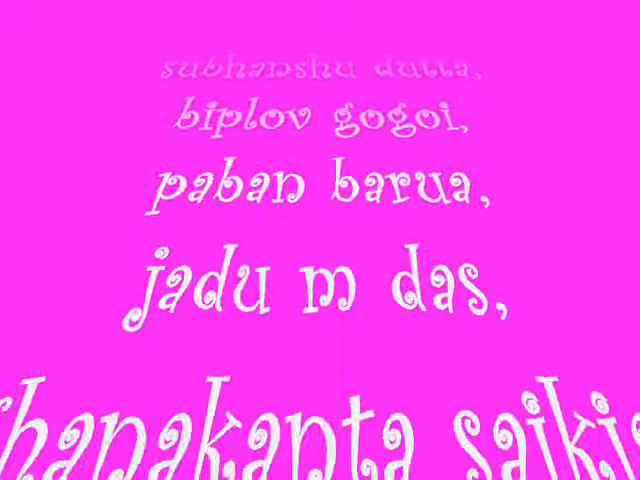 subhanshu dutta,
biplov gogoi,
paban barua,
jadu m das,